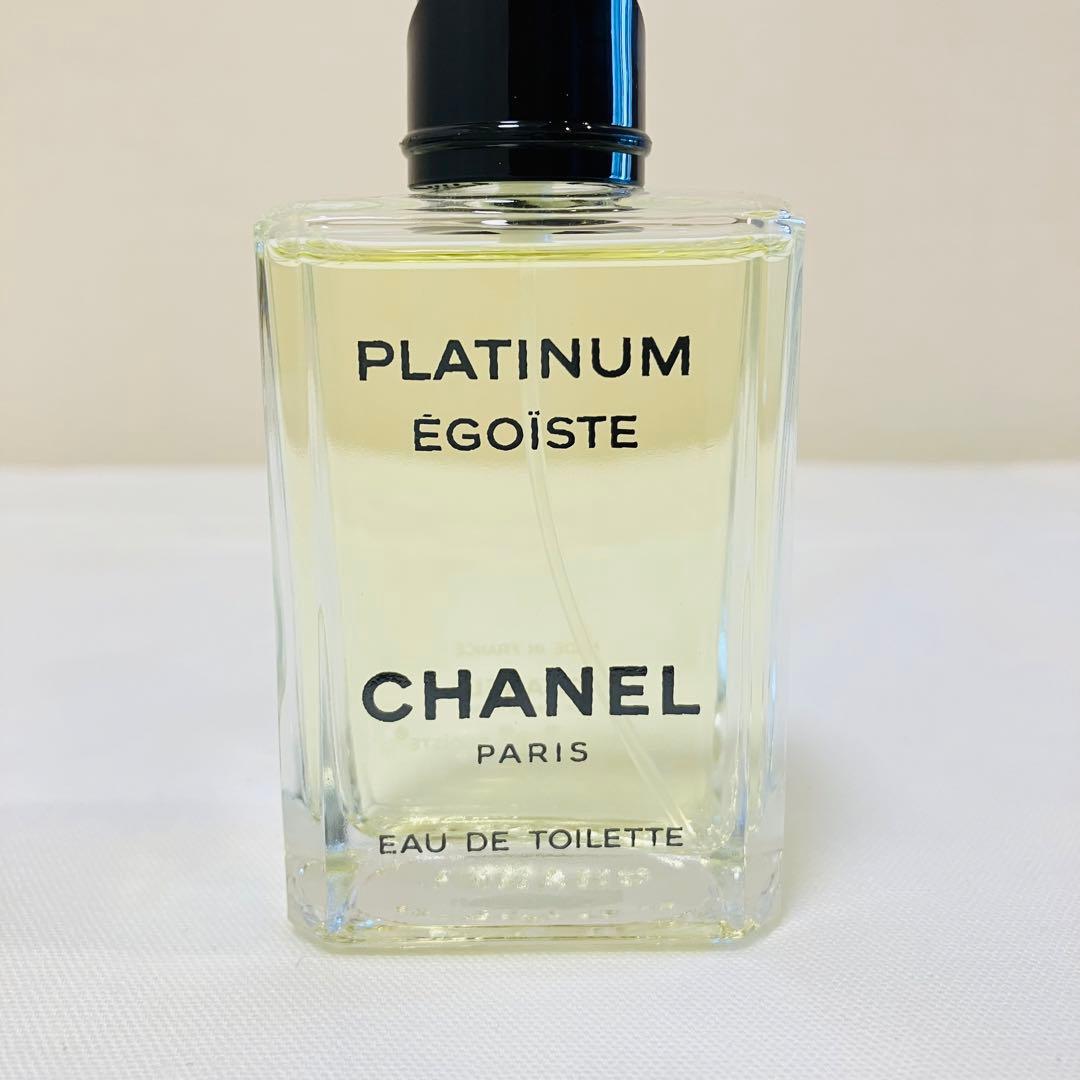 PLATINUM
ÉGOÏSTE
CHANEL
PARIS
EAU DE TOILETTE